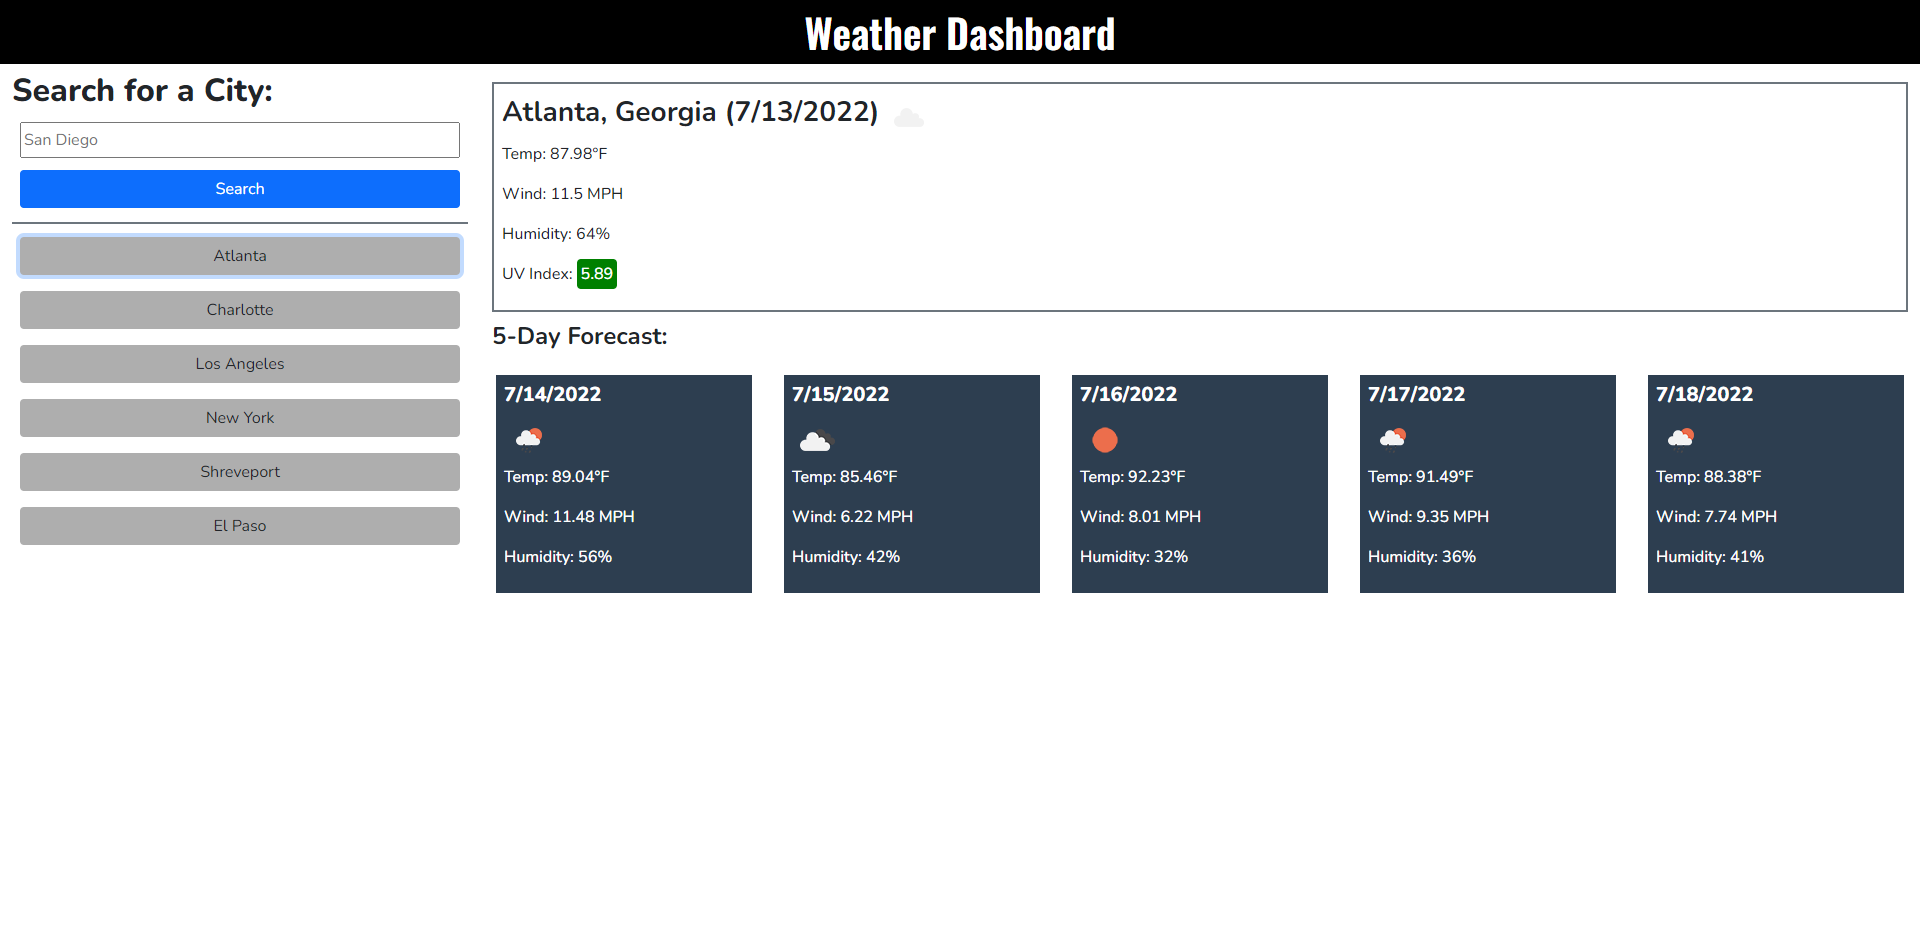 Weather Dashboard
Search for a City:
San Diego
Search
Atlanta
Charlotte
Los Angeles
New York
Shreveport
El Paso
Atlanta, Georgia (7/13/2022)
Temp: 87.98°F
Wind: 11.5 MPH
Humidity: 64%
UV Index: 5.89
5-Day Forecast:
7/14/2022
Temp: 89.04°F
Wind: 11.48 MPH
Humidity: 56%
7/15/2022
Temp: 85.46°F
Wind: 6.22 MPH
Humidity: 42%
7/16/2022
Temp: 92.23°F
Wind: 8.01 MPH
Humidity: 32%
7/17/2022
Temp: 91.49°F
Wind: 9.35 MPH
Humidity: 36%
7/18/2022
Temp: 88.38°F
Wind: 7.74 MPH
Humidity: 41%